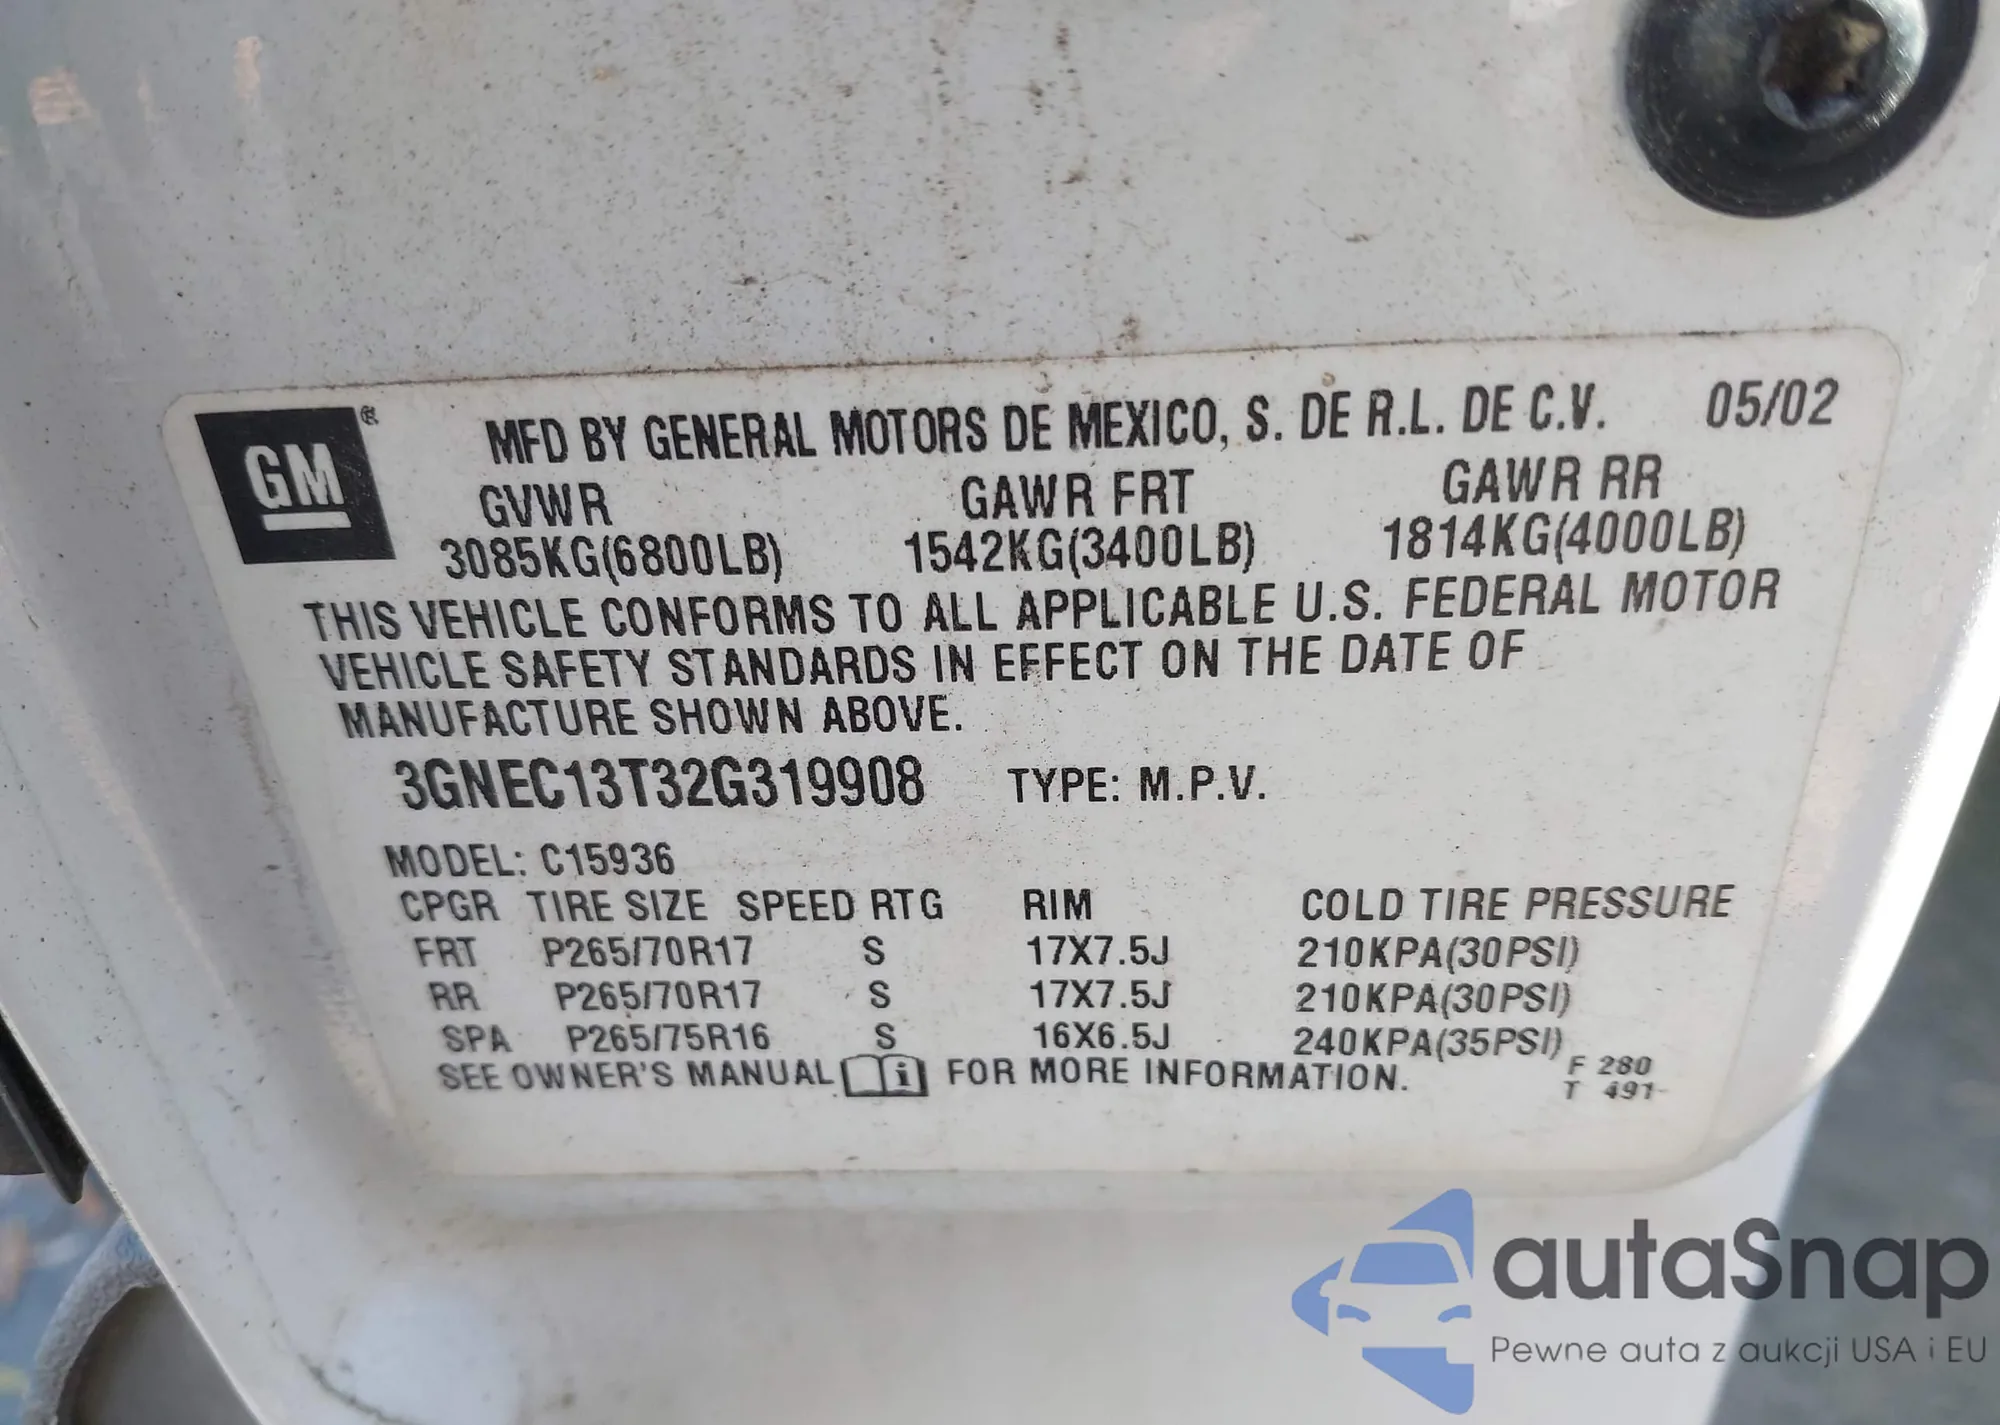 GM ® MFD BY GENERAL MOTORS DE MEXICO, S. DE R.L. DE C.V. 05/02
GVWR GAWR FRT GAWR RR
3085KG(6800LB) 1542KG(3400LB) 1814KG(4000LB)
THIS VEHICLE CONFORMS TO ALL APPLICABLE U.S. FEDERAL MOTOR
VEHICLE SAFETY STANDARDS IN EFFECT ON THE DATE OF
MANUFACTURE SHOWN ABOVE.
3GNEC13T32G319908 TYPE: M.P.V.
MODEL: C15936
CPGR TIRE SIZE SPEED RTG RIM COLD TIRE PRESSURE
FRT P265/70R17 S 17X7.5J 210KPA(30PSI)
RR P265/70R17 S 17X7.5J 210KPA(30PSI)
SPA P265/75R16 S 16X6.5J 240KPA(35PSI)
SEE OWNER'S MANUAL i FOR MORE INFORMATION.
F 280
T 491
autaSnap
Pewne auta z aukcji USA i EU